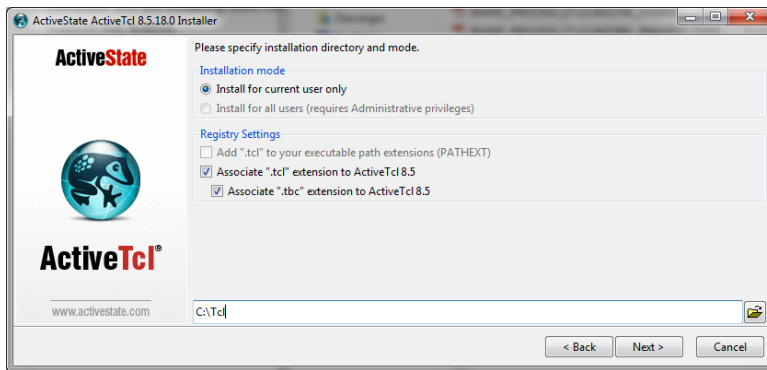 ActiveState ActiveTcl 8.5.18.0 Installer
ActiveState
Please specify installation directory and mode.
Installation mode
Install for current user only
Install for all users (requires Administrative privileges)
Registry Settings
Add ".tcl" to your executable path extensions (PATHEXT)
Associate ".tcl" extension to ActiveTcl 8.5
Associate ".tbc" extension to ActiveTcl 8.5
ActiveTcl®
www.activestate.com
C:\Tcl
< Back
Next >
Cancel